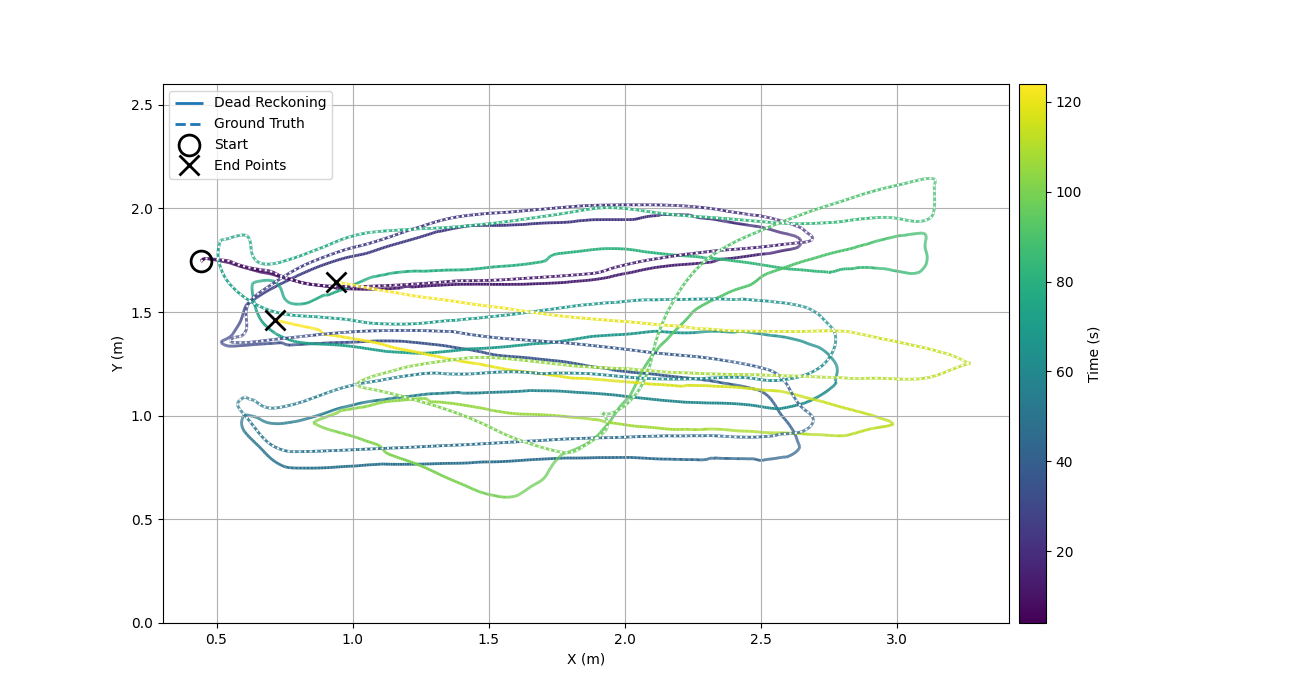 Dead Reckoning
Ground Truth
Start
End Points
2.5
2.0
1.5
1.0
0.5
0.0
Y (m)
0.5 1.0 1.5 2.0 2.5 3.0
X (m)
120
100
80
60
40
20
Time (s)